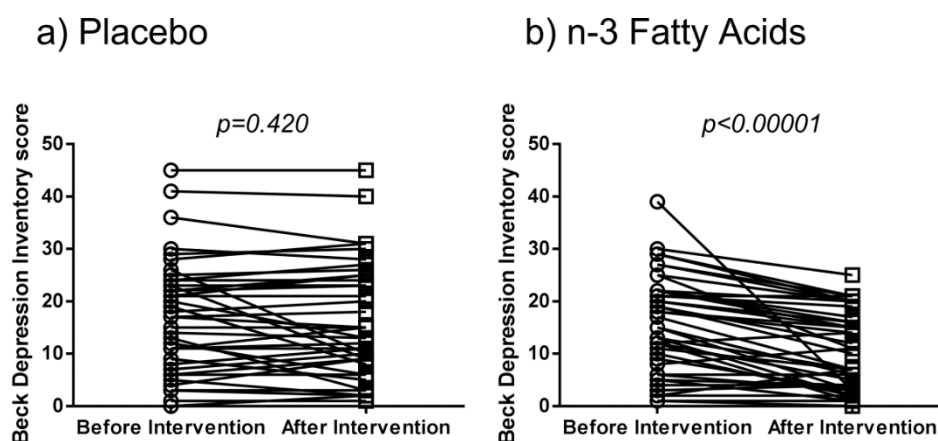 a) Placebo
p=0.420
Beck Depression Inventory score
50
40
30
20
10
0
Before Intervention
After Intervention
b) n-3 Fatty Acids
p<0.00001
Beck Depression Inventory score
50
40
30
20
10
0
Before Intervention
After Intervention